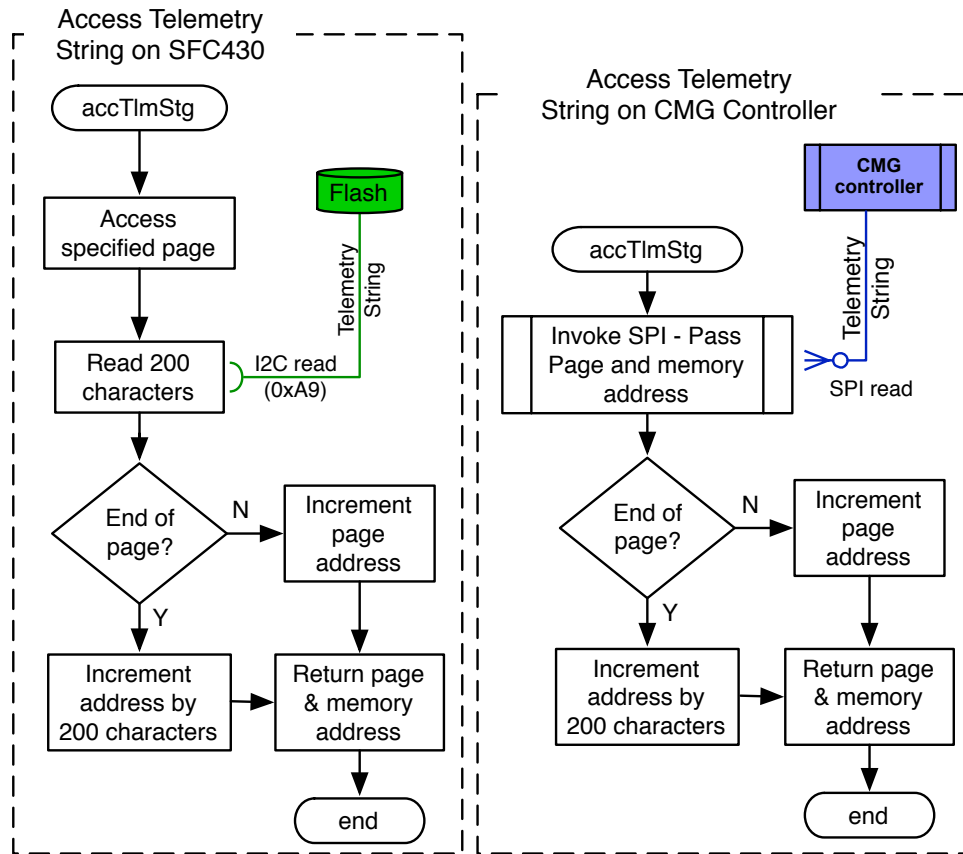 Access Telemetry
String on SFC430
accTlmStg
Access
specified page
Flash
Telemetry
String
Read 200
characters
I2C read
(0xA9)
End of
page?
N
Increment
page
address
Y
Increment
address by
200 characters
Return page
& memory
address
end
Access Telemetry
String on CMG Controller
CMG
controller
accTlmStg
Telemetry
String
Invoke SPI - Pass
Page and memory
address
SPI read
End of
page?
N
Increment
page
address
Y
Increment
address by
200 characters
Return page
& memory
address
end